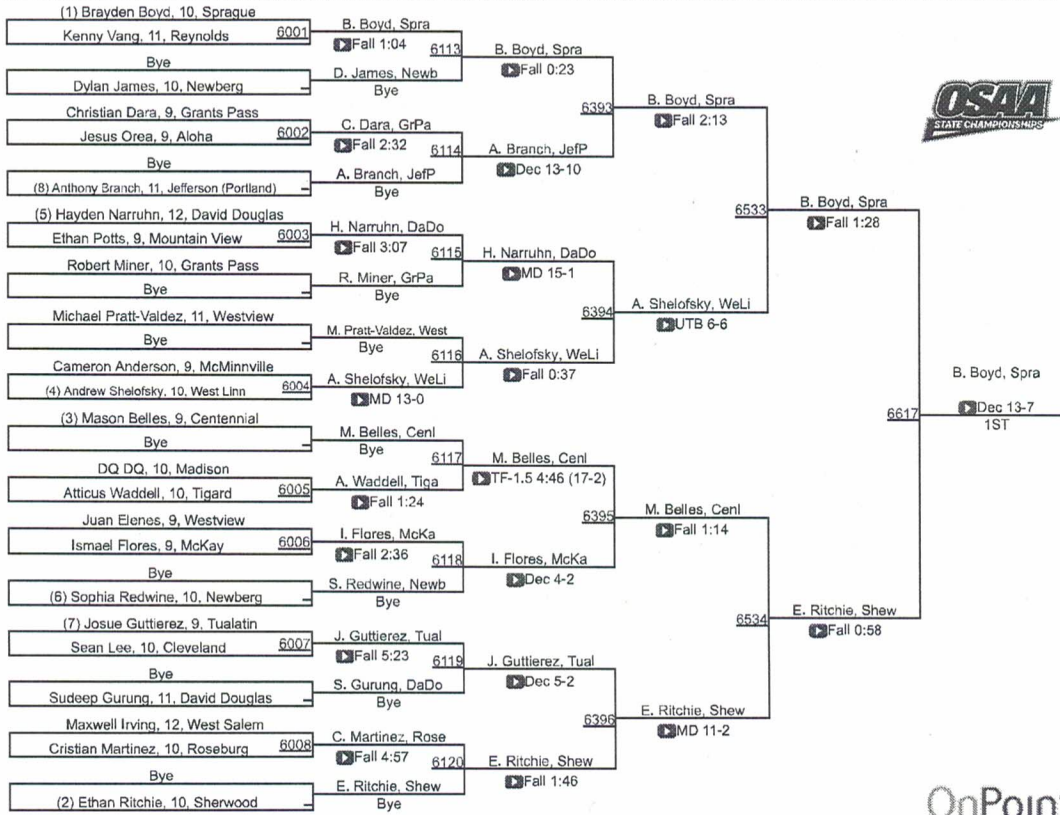 (1) Brayden Boyd, 10, Sprague
Kenny Vang, 11, Reynolds
6001
Bye
Dylan James, 10, Newberg
Christian Dara, 9, Grants Pass
Jesus Orea, 9, Aloha
6002
Bye
(8) Anthony Branch, 11, Jefferson (Portland)
(5) Hayden Narruhn, 12, David Douglas
Ethan Potts, 9, Mountain View
6003
Robert Miner, 10, Grants Pass
Bye
Michael Pratt-Valdez, 11, Westview
Bye
Cameron Anderson, 9, McMinnville
(4) Andrew Shelofsky, 10, West Linn
6004
(3) Mason Belles, 9, Centennial
Bye
DQ DQ, 10, Madison
Atticus Waddell, 10, Tigard
6005
Juan Elenes, 9, Westview
Ismael Flores, 9, McKay
6006
Bye
(6) Sophia Redwine, 10, Newberg
(7) Josue Guttierez, 9, Tualatin
Sean Lee, 10, Cleveland
6007
Bye
Sudeep Gurung, 11, David Douglas
Maxwell Irving, 12, West Salem
Cristian Martinez, 10, Roseburg
6008
Bye
(2) Ethan Ritchie, 10, Sherwood
B. Boyd, Spra
Fall 1:04
6113
D. James, Newb
Bye
C. Dara, GrPa
Fall 2:32
6114
A. Branch, JefP
Bye
H. Narruhn, DaDo
Fall 3:07
6115
R. Miner, GrPa
Bye
M. Pratt-Valdez, West
Bye
6116
A. Shelofsky, WeLi
MD 13-0
M. Belles, Cenl
Bye
6117
A. Waddell, Tiga
Fall 1:24
I. Flores, McKa
Fall 2:36
6118
S. Redwine, Newb
Bye
J. Guttierez, Tual
Fall 5:23
6119
S. Gurung, DaDo
Bye
C. Martinez, Rose
Fall 4:57
6120
E. Ritchie, Shew
Bye
B. Boyd, Spra
Fall 0:23
6393
A. Branch, JefP
Dec 13-10
H. Narruhn, DaDo
MD 15-1
6394
A. Shelofsky, WeLi
Fall 0:37
M. Belles, Cenl
TF-1.5 4:46 (17-2)
6395
I. Flores, McKa
Dec 4-2
J. Guttierez, Tual
Dec 5-2
6396
E. Ritchie, Shew
Fall 1:46
B. Boyd, Spra
Fall 2:13
6533
A. Shelofsky, WeLi
UTB 6-6
M. Belles, Cenl
Fall 1:14
6534
E. Ritchie, Shew
MD 11-2
B. Boyd, Spra
Fall 1:28
6617
E. Ritchie, Shew
Fall 0:58
B. Boyd, Spra
Dec 13-7
1ST
OSAA
STATE CHAMPIONSHIPS
OnPoint